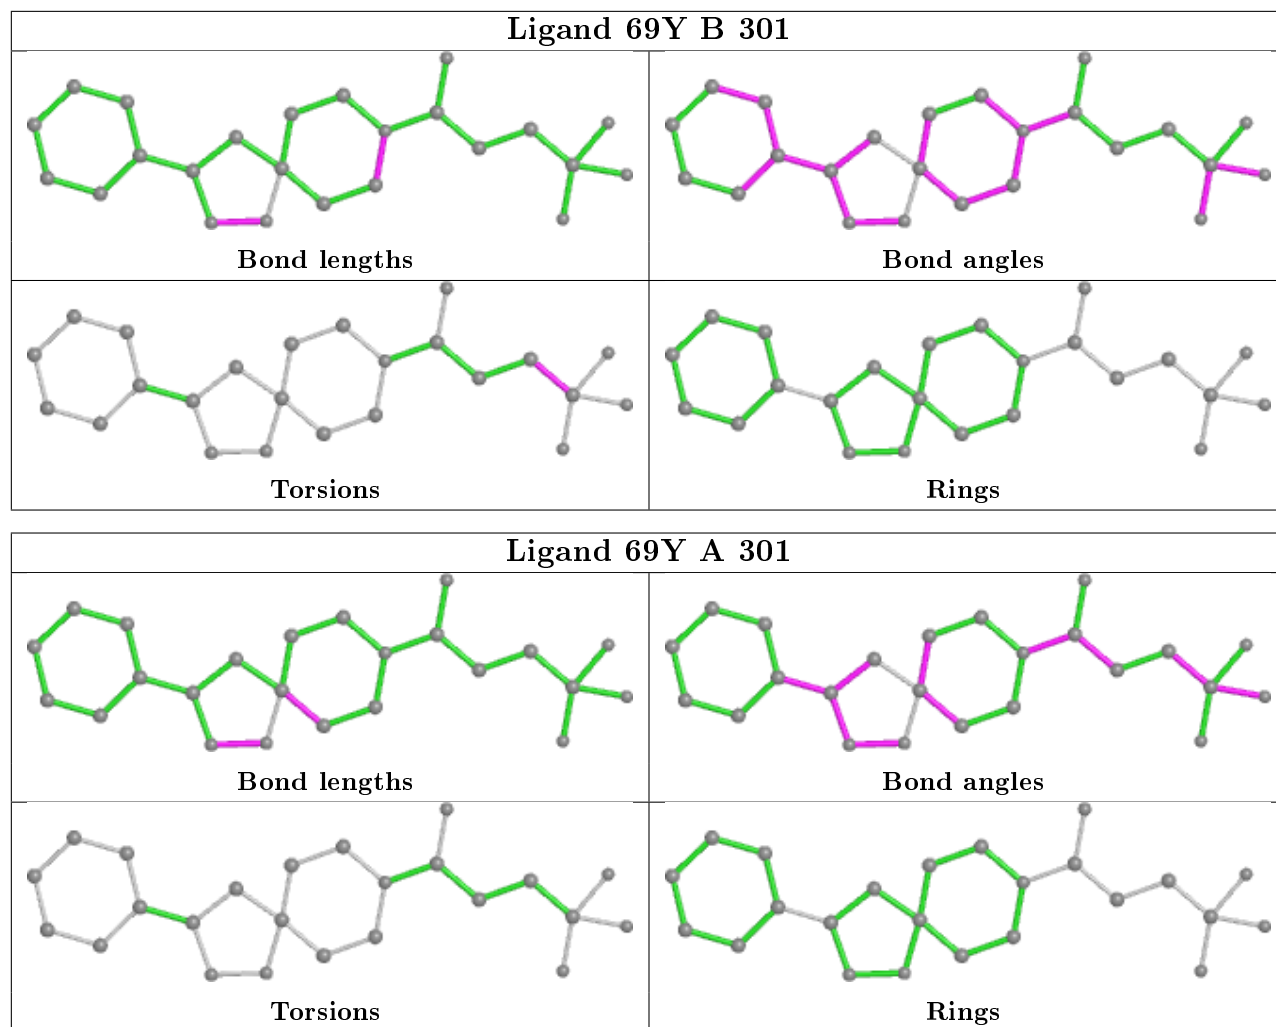 Ligand 69Y B 301
Bond lengths
Bond angles
Torsions
Rings
Ligand 69Y A 301
Bond lengths
Bond angles
Torsions
Rings